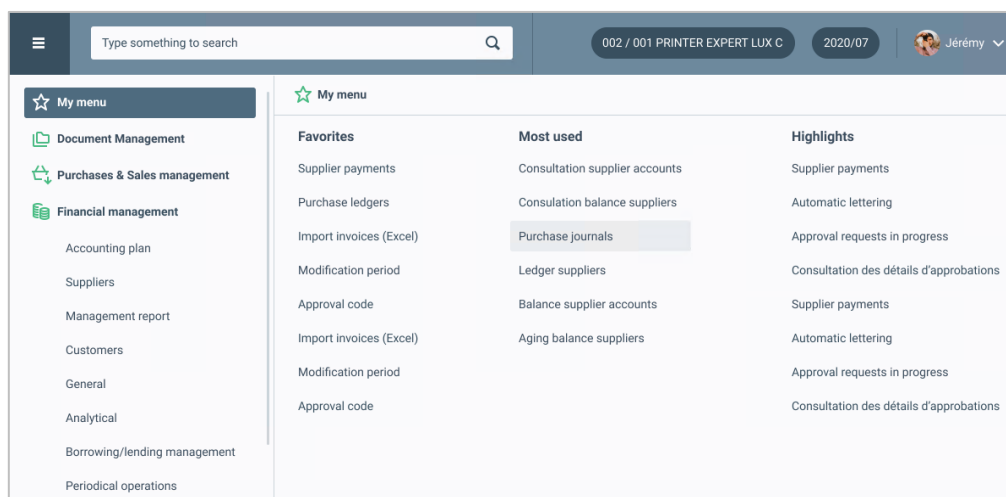 Type something to search
002 / 001 PRINTER EXPERT LUX C
2020/07
Jérémy
My menu
Document Management
Purchases & Sales management
Financial management
Accounting plan
Suppliers
Management report
Customers
General
Analytical
Borrowing/lending management
Periodical operations
My menu
Favorites
Supplier payments
Purchase ledgers
Import invoices (Excel)
Modification period
Approval code
Import invoices (Excel)
Modification period
Approval code
Most used
Consultation supplier accounts
Consulation balance suppliers
Purchase journals
Ledger suppliers
Balance supplier accounts
Aging balance suppliers
Highlights
Supplier payments
Automatic lettering
Approval requests in progress
Consultation des détails d'approbations
Supplier payments
Automatic lettering
Approval requests in progress
Consultation des détails d'approbations